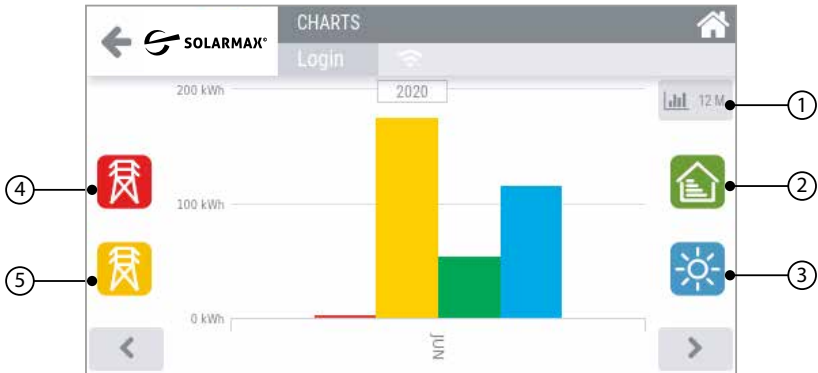 CHARTS
SOLARMAX®
Login
200 kWh
2020
12 M
1
4
2
100 kWh
5
3
0 kWh
JUN